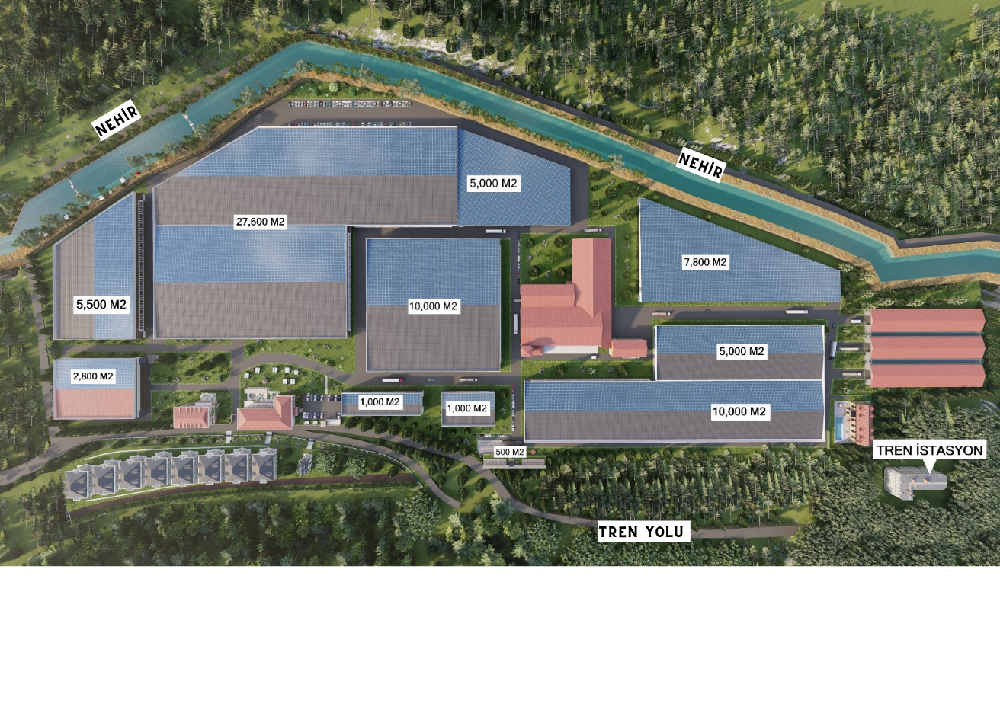 NEHİR
NEHİR
5,000 M2
27,600 M2
7,800 M2
5,500 M2
10,000 M2
5,000 M2
2,800 M2
1,000 M2
1,000 M2
10,000 M2
500 M2
TREN İSTASYON
TREN YOLU